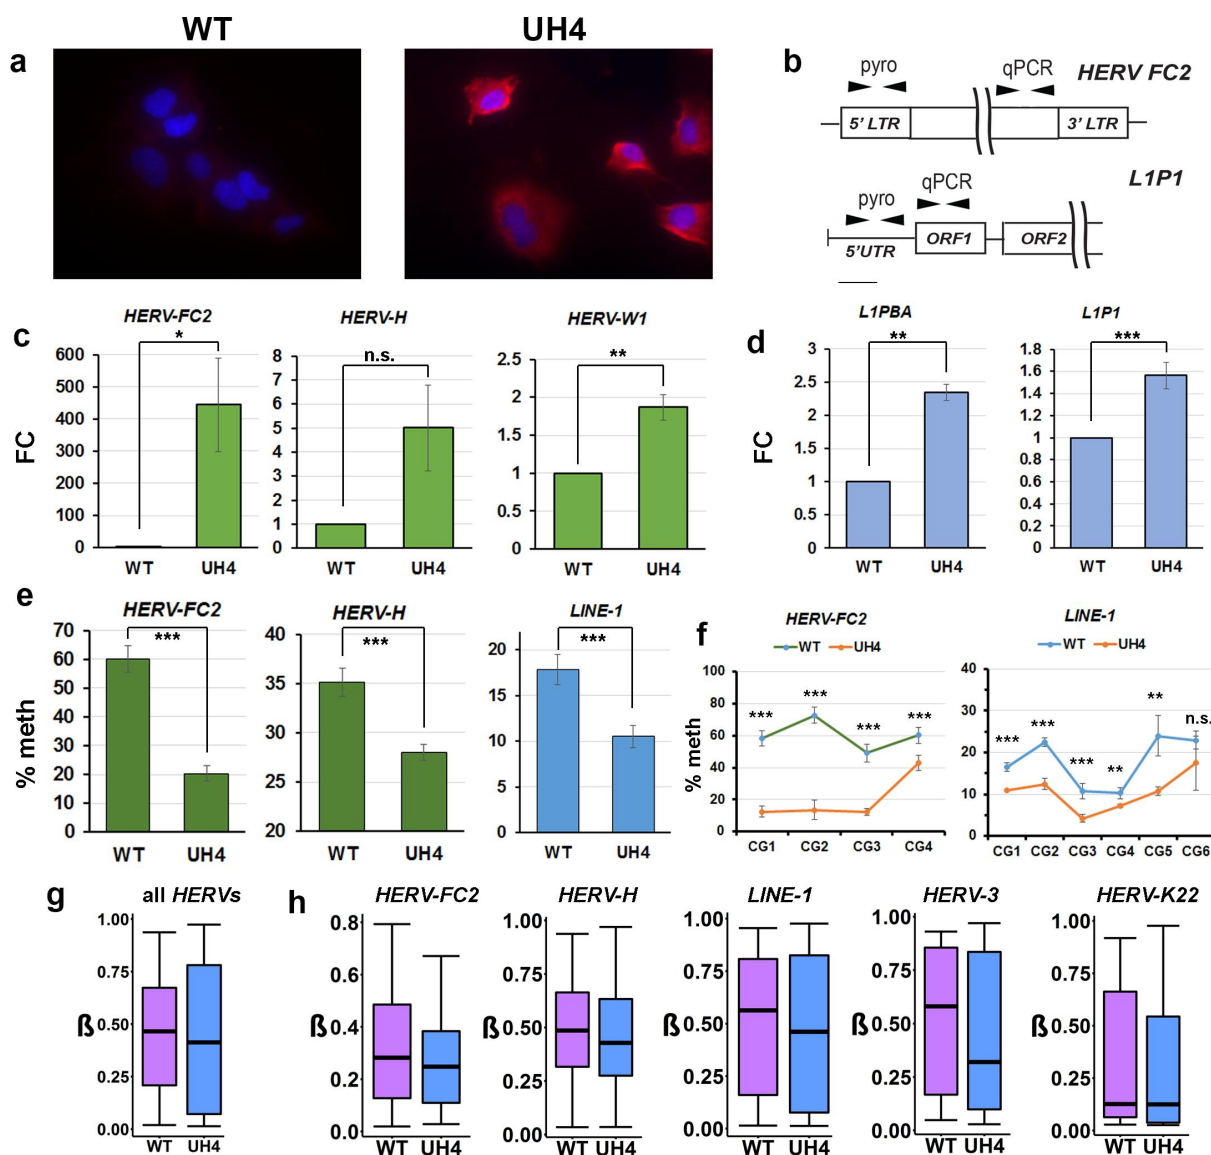 WT UH4
a
b
pyro qPCR HERV FC2
5' LTR 3' LTR
L1P1
pyro qPCR
5'UTR ORF1 ORF2
c
HERV-FC2
*
600
500
400
300
200
100
0
FC
WT UH4
HERV-H
n.s.
8
7
6
5
4
3
2
1
0
WT UH4
HERV-W1
**
2.5
2
1.5
1
0.5
0
WT UH4
d
L1PBA
**
3
2.5
2
1.5
1
0.5
0
FC
WT UH4
L1P1
***
1.8
1.6
1.4
1.2
1
0.8
0.6
0.4
0.2
0
WT UH4
e
HERV-FC2
***
70
60
50
40
30
20
10
0
% meth
WT UH4
HERV-H
***
40
35
30
25
20
WT UH4
LINE-1
***
20
15
10
5
0
WT UH4
f
HERV-FC2
WT UH4
100
80
60
40
20
0
% meth
*** *** *** ***
CG1 CG2 CG3 CG4
LINE-1
WT UH4
40
30
20
10
0
*** *** *** ** ** n.s.
CG1 CG2 CG3 CG4 CG5 CG6
g
all HERVs
1.00
0.75
0.50
0.25
0.00
ß
WT UH4
h
HERV-FC2
0.8
0.6
0.4
0.2
0.0
ß
WT UH4
HERV-H
1.00
0.75
0.50
0.25
0.00
ß
WT UH4
LINE-1
1.00
0.75
0.50
0.25
0.00
ß
WT UH4
HERV-3
1.00
0.75
0.50
0.25
0.00
ß
WT UH4
HERV-K22
1.00
0.75
0.50
0.25
0.00
ß
WT UH4